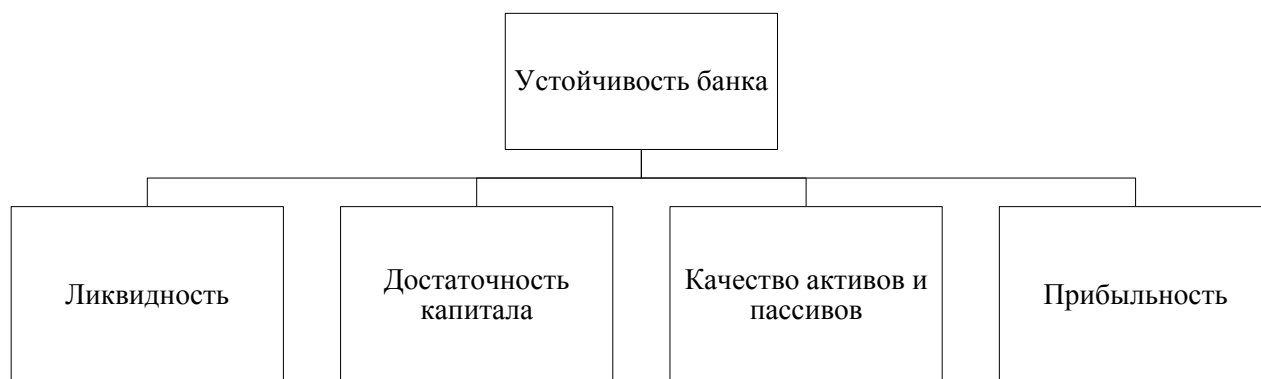 Устойчивость банка
Ликвидность
Достаточность
капитала
Качество активов и
пассивов
Прибыльность